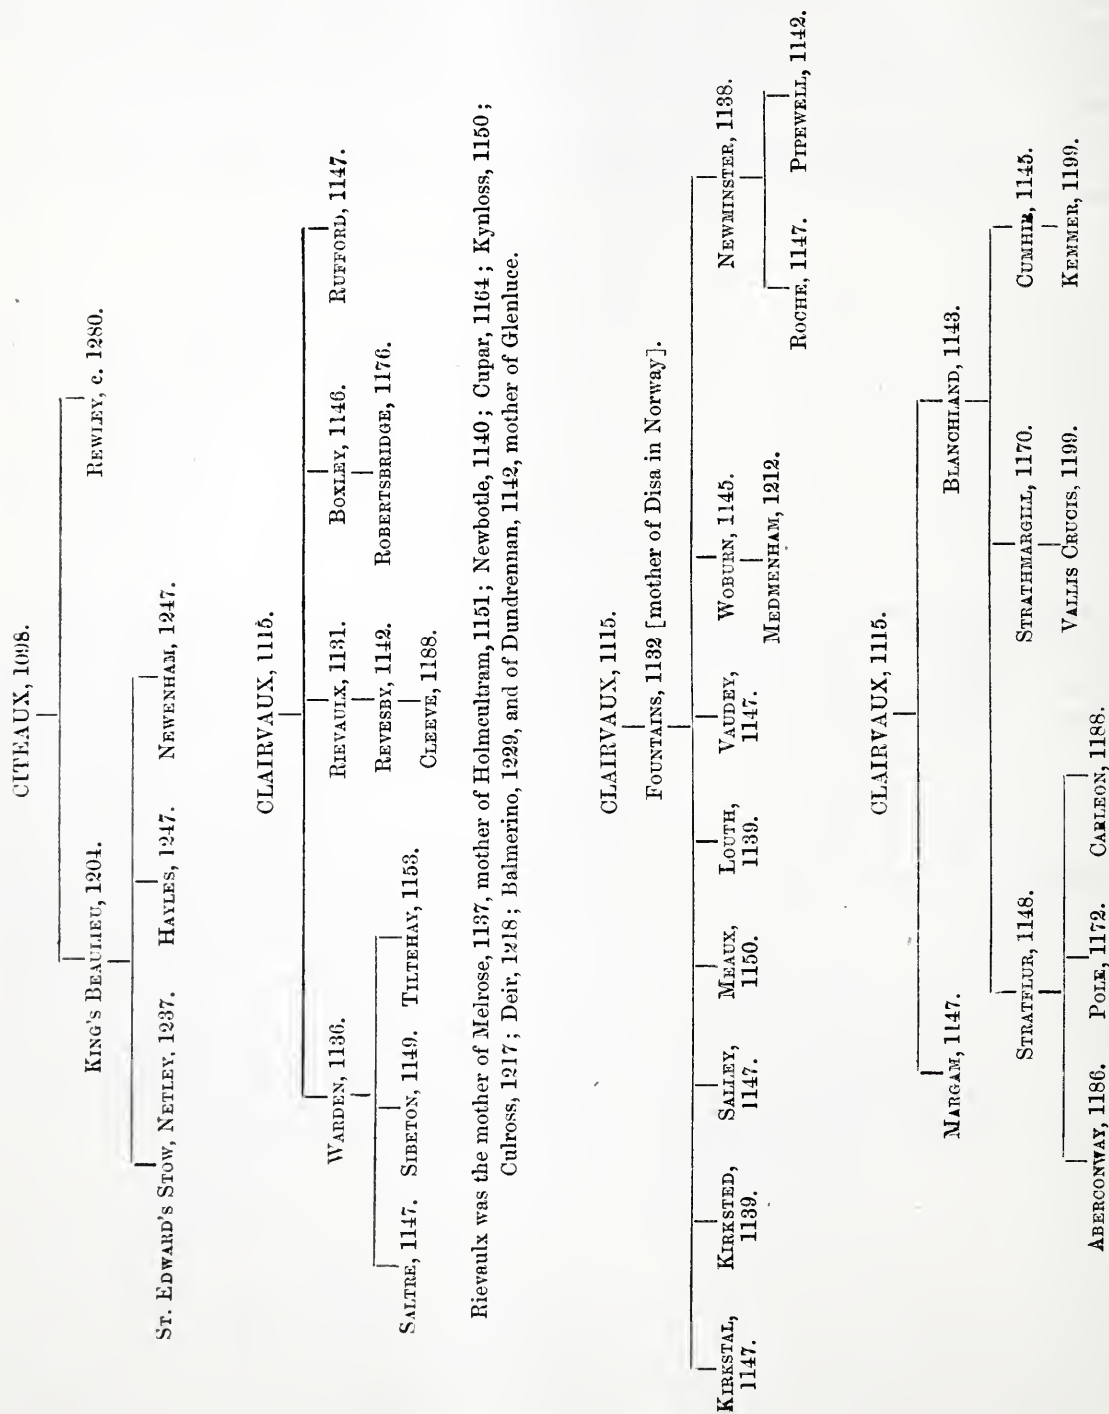 CITEAUX, 1098.
KING'S BEAULIEU, 1204. REWLEY, c. 1280.
ST. EDWARD'S STOW, NETLEY, 1237. HAYLES, 1247. NEWENHAM, 1247.
CLAIRVAUX, 1115.
WARDEN, 1136. RIEVAULX, 1131. BOXLEY, 1146. RUFFORD, 1147.
SALTRE, 1147. SIBETON, 1149. TILTEHAY, 1153. REVESBY, 1142. ROBERTSBRIDGE, 1176.
CLEEVE, 1188.
Rievaulx was the mother of Melrose, 1137, mother of Holmcultram, 1151; Newbotle, 1140; Cupar, 1164; Kynloss, 1150;
Culross, 1217; Deir, 1218; Balmerino, 1229, and of Dundrennan, 1142, mother of Glenluce.
CLAIRVAUX, 1115.
FOUNTAINS, 1132 [mother of Disa in Norway].
KIRKSTAL, KIRKSTED, SALLEY, MEAUX, LOUTH, VAUDEY, WOBURN, 1145. NEWMINSTER, 1138.
1147. 1139. 1147. 1150. 1139. 1147.
MEDMENHAM, 1212. ROCHE, 1147. PIPEWELL, 1142.
CLAIRVAUX, 1115.
MARGAM, 1147. BLANCHLAND, 1143.
STRATFLUR, 1148. STRATHMARGILL, 1170. CUMHIR, 1145.
VALLIS CRUCIS, 1199. KEMMER, 1199.
ABERCONWAY, 1186. POLE, 1172. CARLEON, 1188.